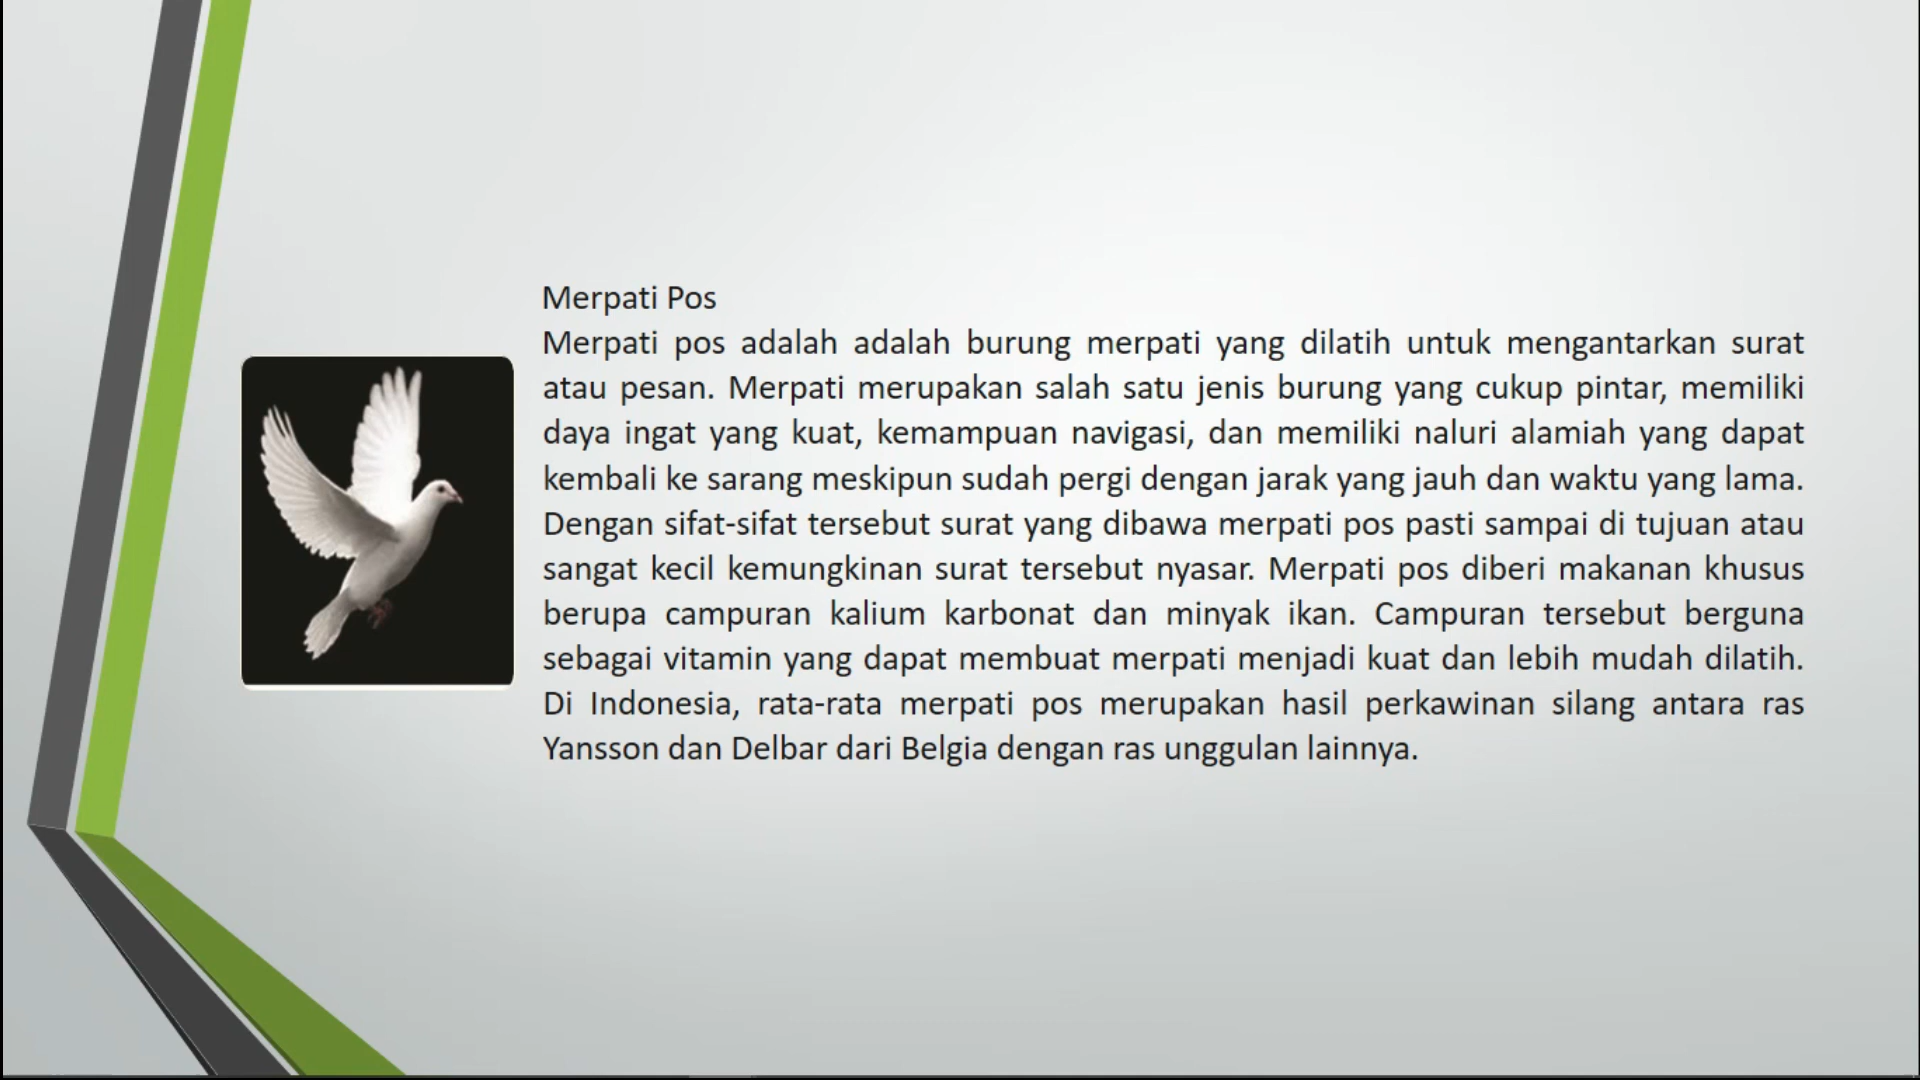 Merpati Pos
Merpati pos adalah adalah burung merpati yang dilatih untuk mengantarkan surat
atau pesan. Merpati merupakan salah satu jenis burung yang cukup pintar, memiliki
daya ingat yang kuat, kemampuan navigasi, dan memiliki naluri alamiah yang dapat
kembali ke sarang meskipun sudah pergi dengan jarak yang jauh dan waktu yang lama.
Dengan sifat-sifat tersebut surat yang dibawa merpati pos pasti sampai di tujuan atau
sangat kecil kemungkinan surat tersebut nyasar. Merpati pos diberi makanan khusus
berupa campuran kalium karbonat dan minyak ikan. Campuran tersebut berguna
sebagai vitamin yang dapat membuat merpati menjadi kuat dan lebih mudah dilatih.
Di Indonesia, rata-rata merpati pos merupakan hasil perkawinan silang antara ras
Yansson dan Delbar dari Belgia dengan ras unggulan lainnya.